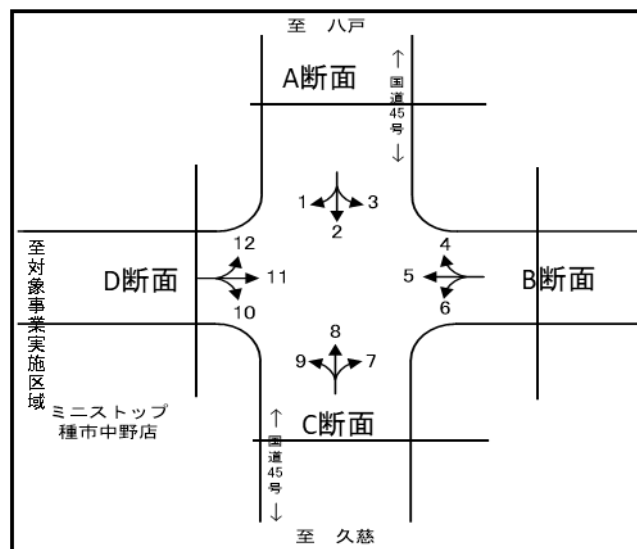 至 八戸
A断面
↑国道45号↓
1 3
2
至対象事業実施区域
12 4
D断面 11 5 B断面
10 6
8
9 7
ミニストップ
種市中野店
C断面
↑国道45号↓
至 久慈